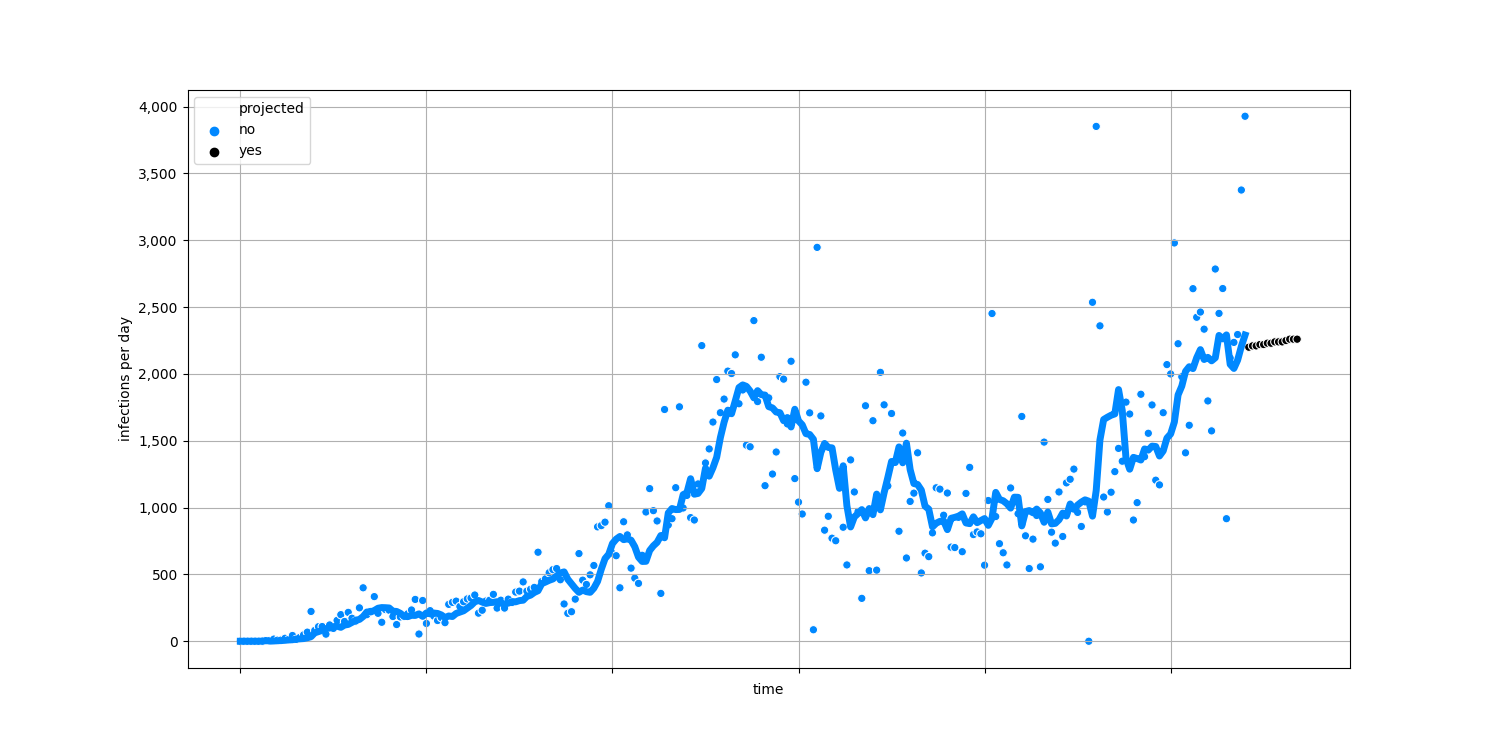 projected
no
yes
4,000
3,500
3,000
2,500
2,000
1,500
1,000
500
0
infections per day
time